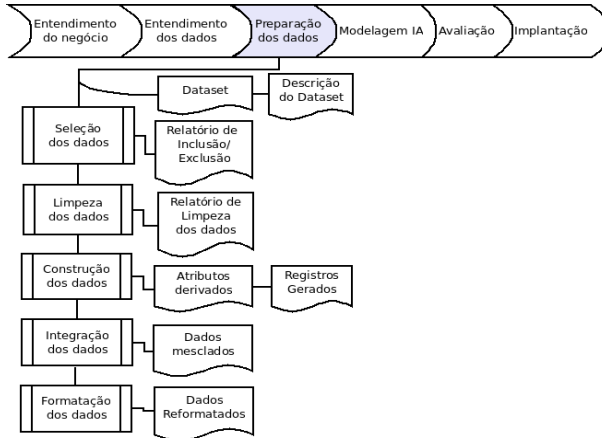 Entendimento
do negócio
Entendimento
dos dados
Preparação
dos dados
Modelagem IA
Avaliação
Implantação
Dataset
Descrição
do Dataset
Seleção
dos dados
Relatório de
Inclusão/
Exclusão
Limpeza
dos dados
Relatório de
Limpeza
dos dados
Construção
dos dados
Atributos
derivados
Registros
Gerados
Integração
dos dados
Dados
mesclados
Formatação
dos dados
Dados
Reformatados